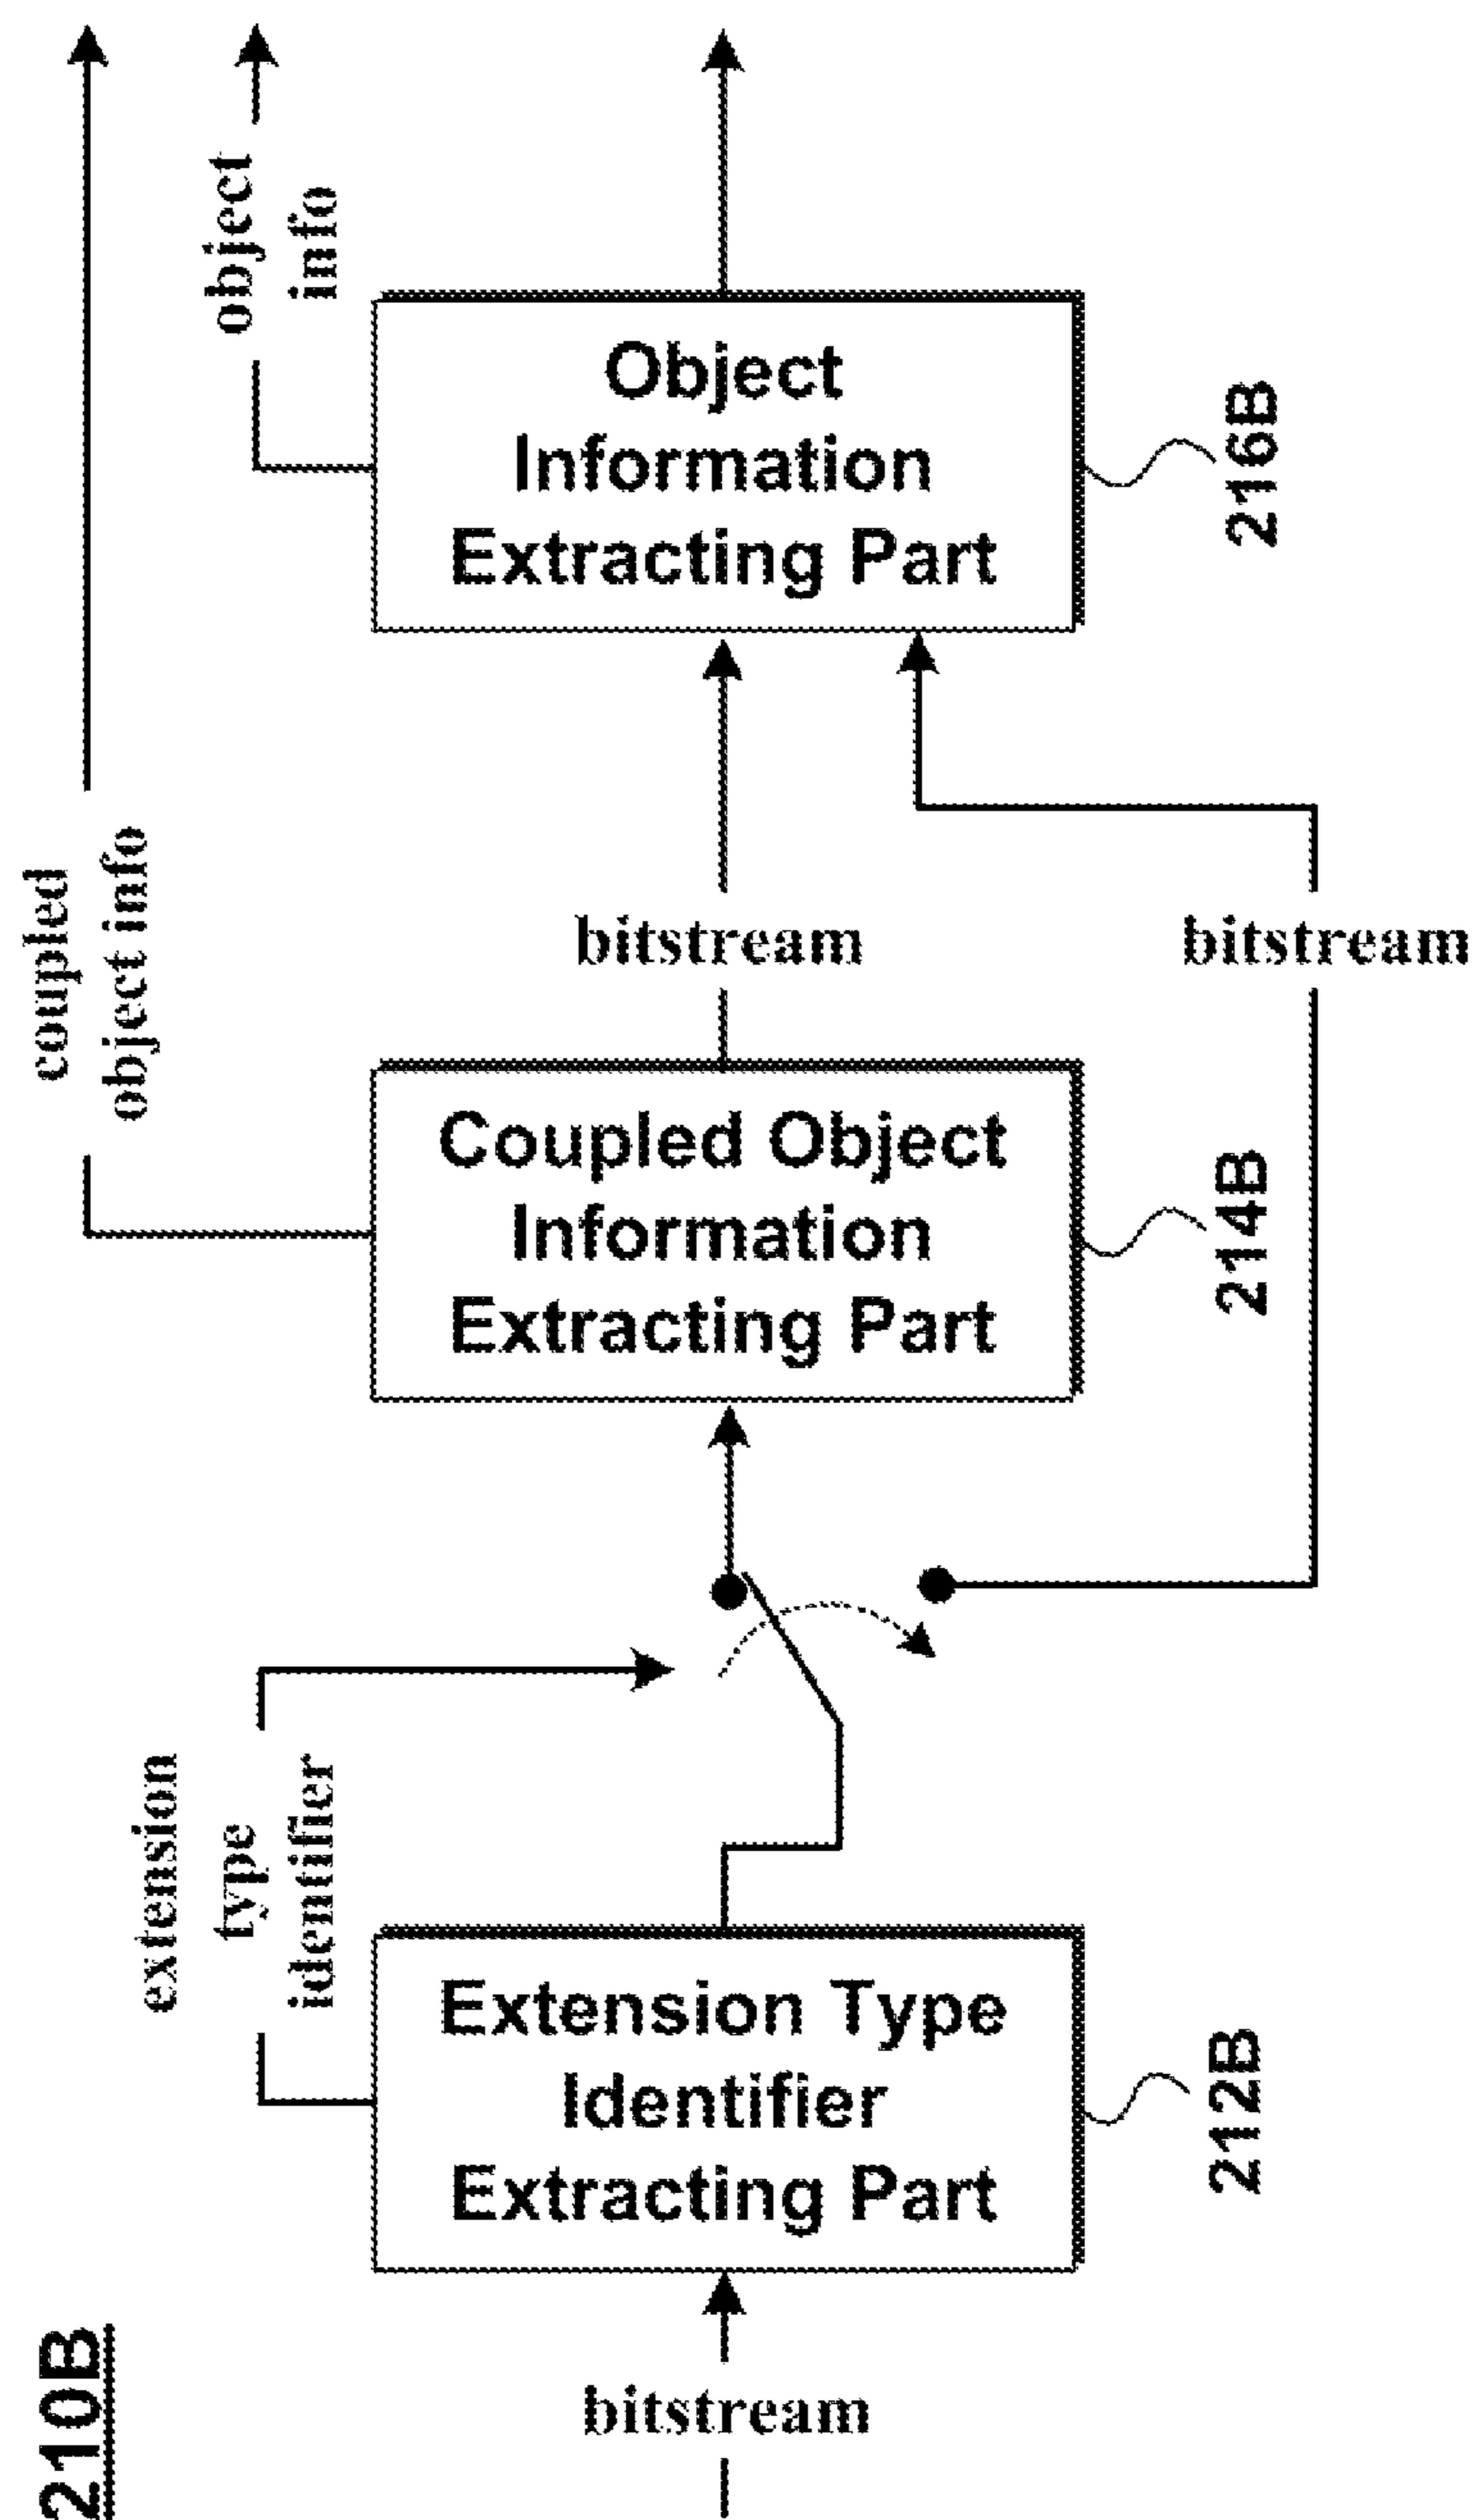 object
info
Object
Information
Extracting Part
216B
coupled
object info
bitstream
bitstream
Coupled Object
Information
Extracting Part
214B
extension
type
identifier
Extension Type
Identifier
Extracting Part
212B
210B
bitstream